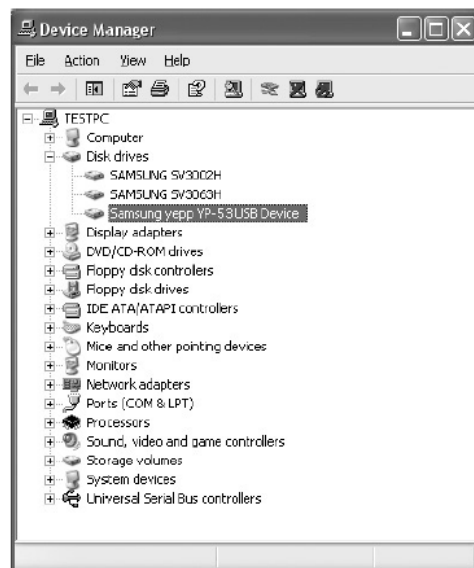 Device Manager
File Action View Help
TESTPC
Computer
Disk drives
SAMSUNG SV3002H
SAMSUNG SV3063H
Samsung yepp YP-53 USB Device
Display adapters
DVD/CD-ROM drives
Floppy disk controllers
Floppy disk drives
IDE ATA/ATAPI controllers
Keyboards
Mice and other pointing devices
Monitors
Network adapters
Ports (COM & LPT)
Processors
Sound, video and game controllers
Storage volumes
System devices
Universal Serial Bus controllers